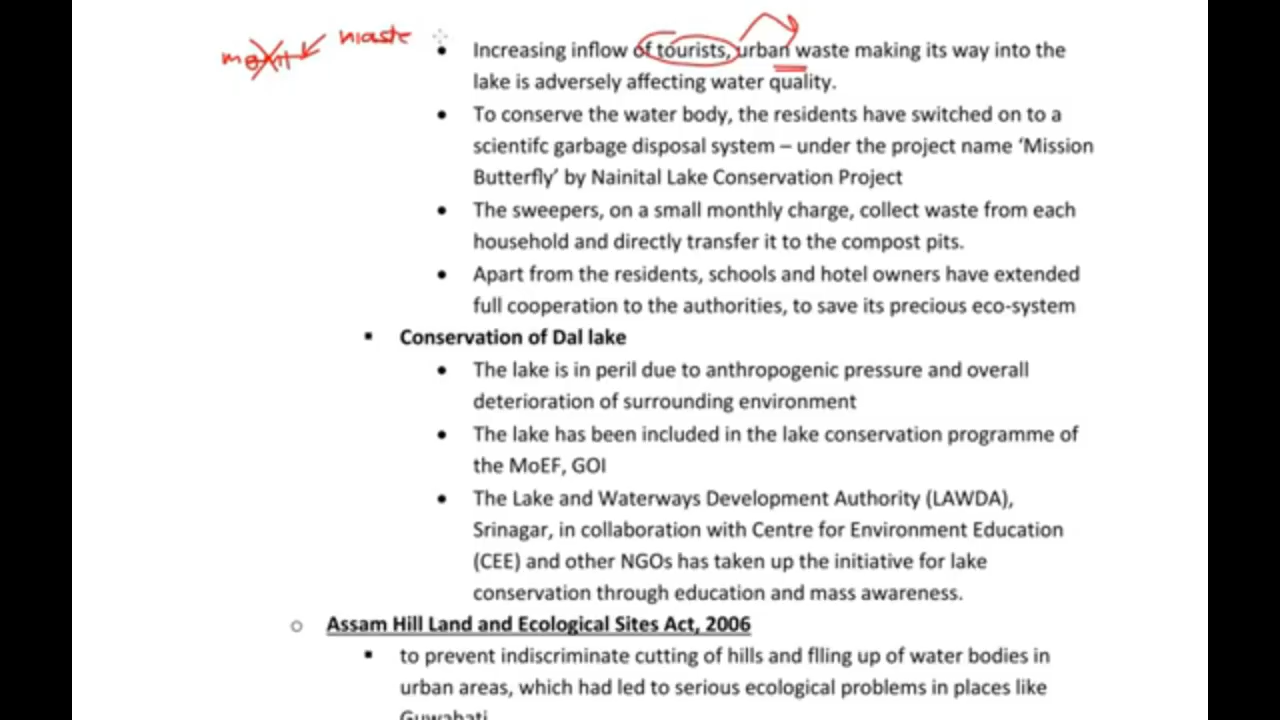 Increasing inflow of tourists, urban waste making its way into the
lake is adversely affecting water quality.
To conserve the water body, the residents have switched on to a
scientifc garbage disposal system – under the project name ‘Mission
Butterfly’ by Nainital Lake Conservation Project
The sweepers, on a small monthly charge, collect waste from each
household and directly transfer it to the compost pits.
Apart from the residents, schools and hotel owners have extended
full cooperation to the authorities, to save its precious eco-system
Conservation of Dal lake
The lake is in peril due to anthropogenic pressure and overall
deterioration of surrounding environment
The lake has been included in the lake conservation programme of
the MoEF, GOI
The Lake and Waterways Development Authority (LAWDA),
Srinagar, in collaboration with Centre for Environment Education
(CEE) and other NGOs has taken up the initiative for lake
conservation through education and mass awareness.
Assam Hill Land and Ecological Sites Act, 2006
to prevent indiscriminate cutting of hills and flling up of water bodies in
urban areas, which had led to serious ecological problems in places like
Guwahati